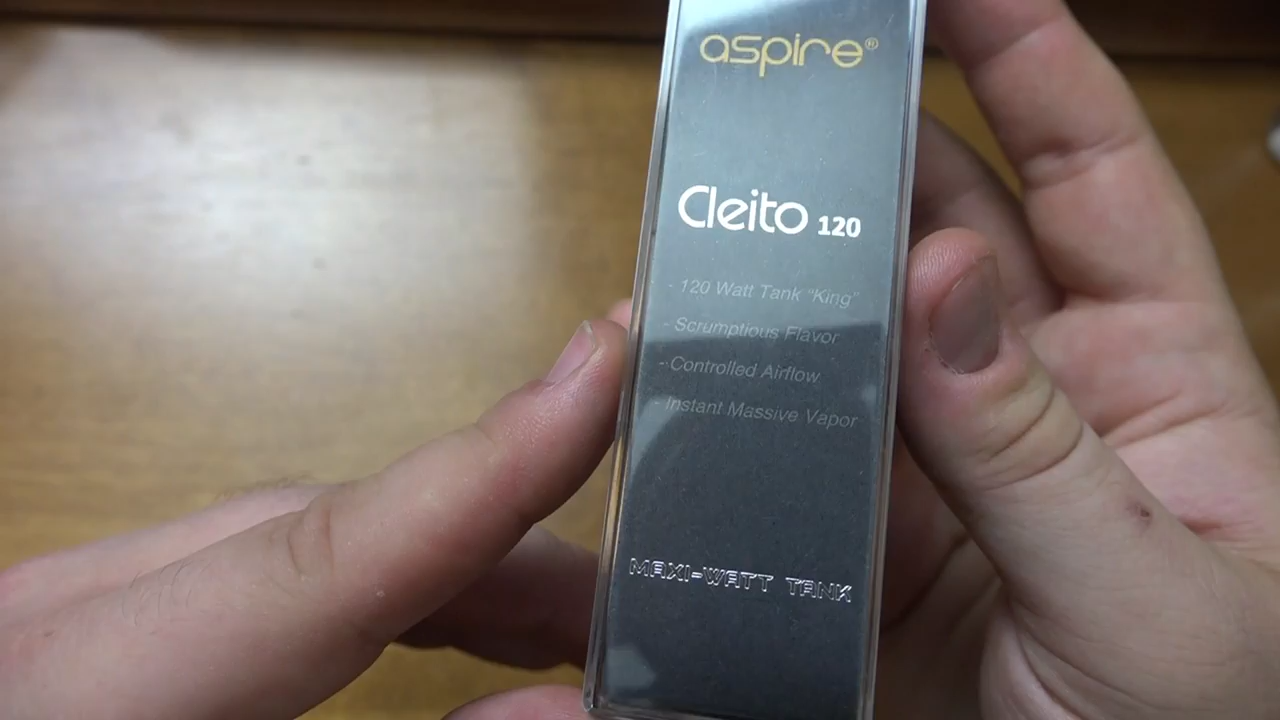 aspire®
Cleito 120
- 120 Watt Tank "King"
- Scrumptious Flavor
- Controlled Airflow
- Instant Massive Vapor
MAXI-WATT TANK